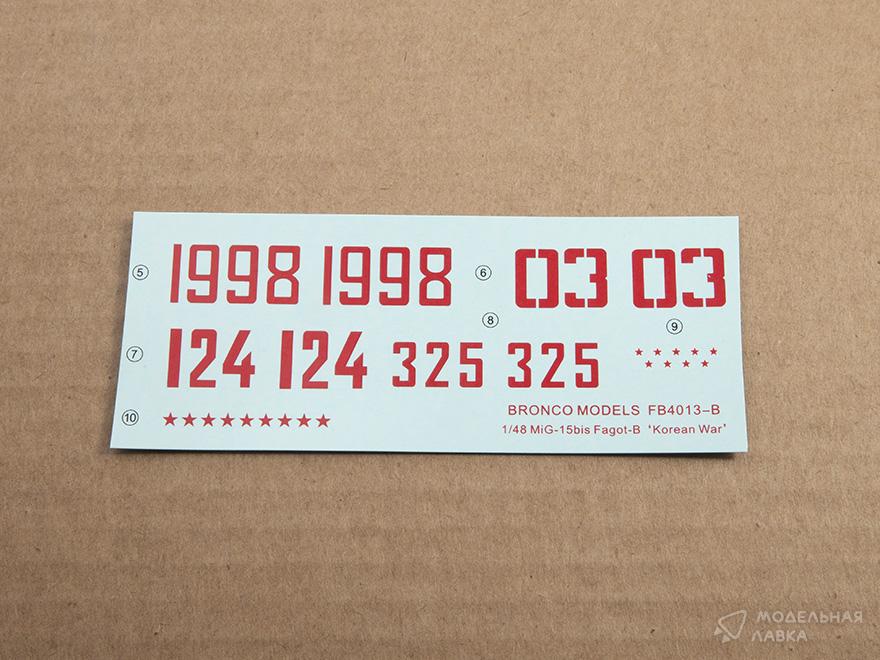 5 1998 1998 6 03 03
8 9
7 124 124 325 325
10
BRONCO MODELS FB4013-B
1/48 MiG-15bis Fagot-B 'Korean War'
МОДЕЛЬНАЯ
ЛАВКА